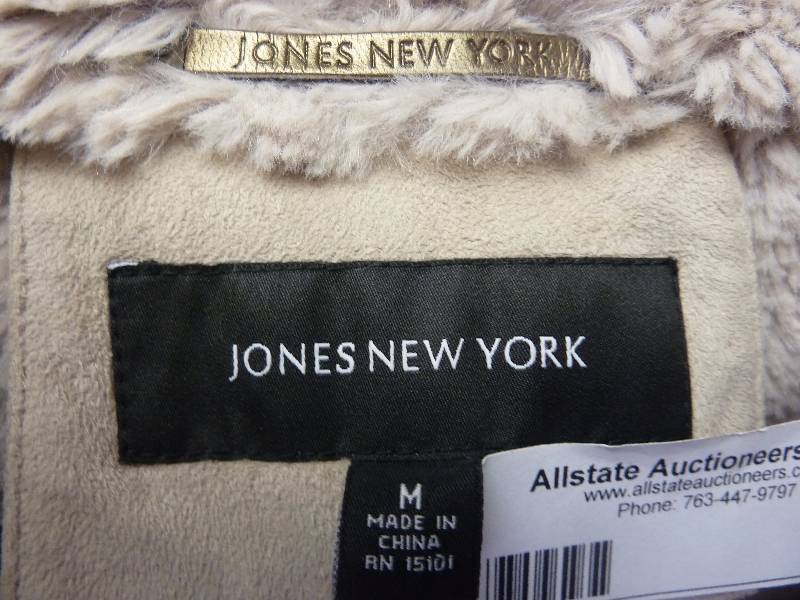 JONES NEW YORK
JONES NEW YORK
M
MADE IN
CHINA
RN 15101
Allstate Auctioneers
www.allstateauctioneers.c
Phone: 763-447-9797